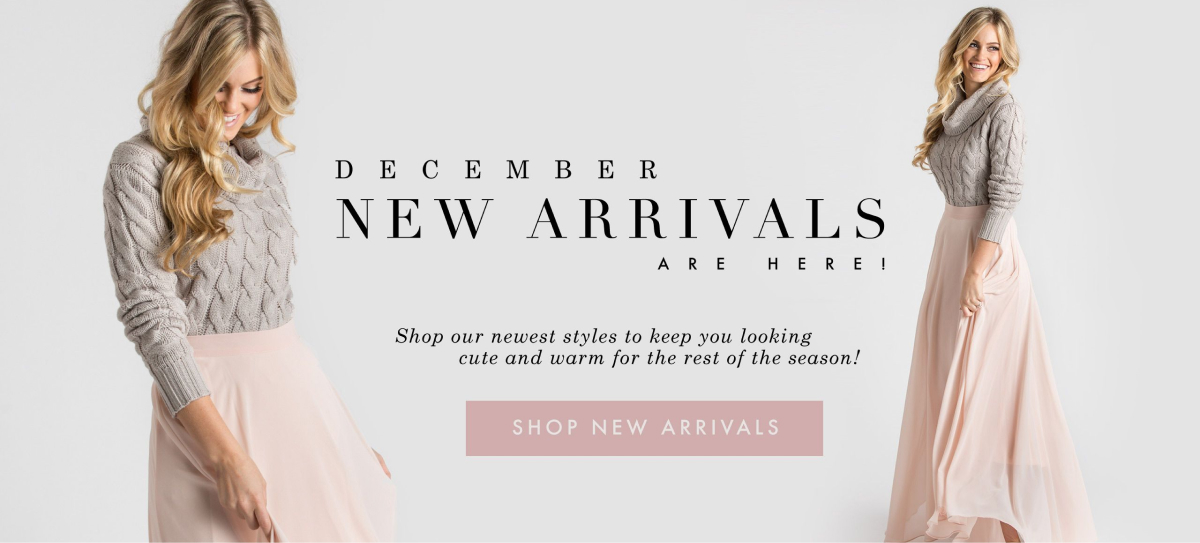 DECEMBER
NEW ARRIVALS
ARE HERE!
Shop our newest styles to keep you looking
cute and warm for the rest of the season!
SHOP NEW ARRIVALS